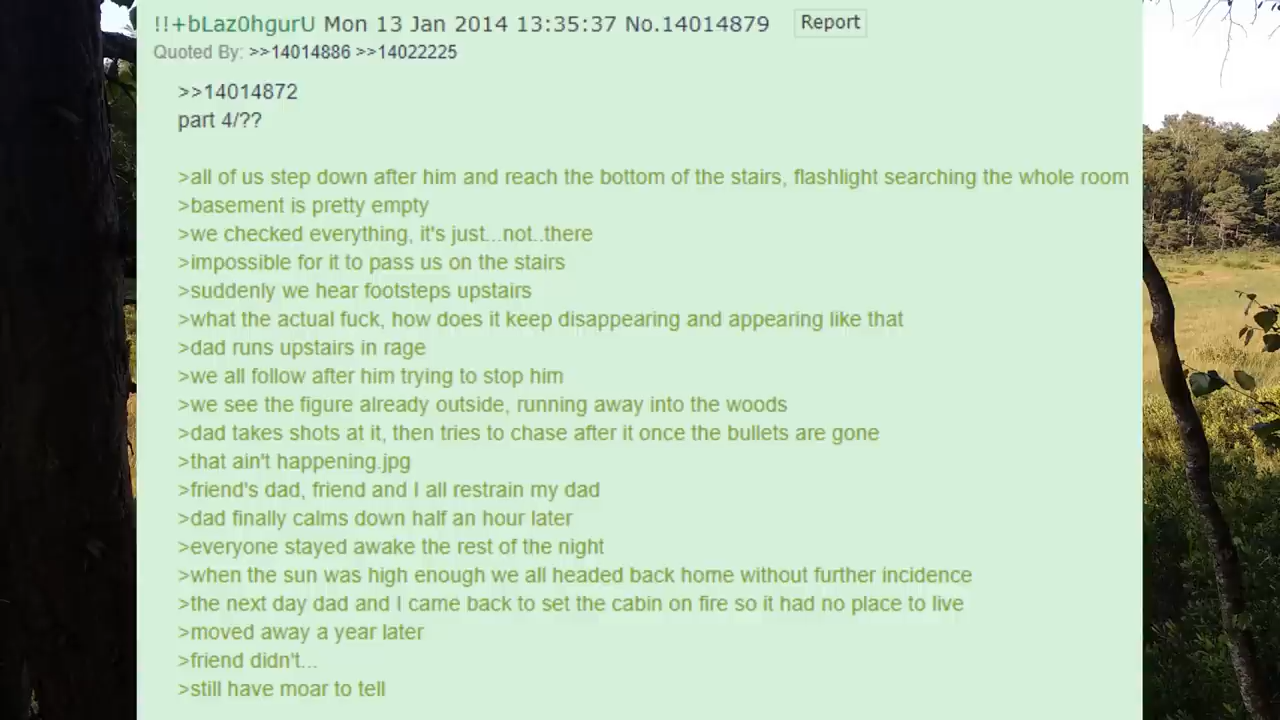 !!+bLaz0hgurU Mon 13 Jan 2014 13:35:37 No.14014879 Report
Quoted By: >>14014886 >>14022225
>>14014872
part 4/??
>all of us step down after him and reach the bottom of the stairs, flashlight searching the whole room
>basement is pretty empty
>we checked everything, it's just...not..there
>impossible for it to pass us on the stairs
>suddenly we hear footsteps upstairs
>what the actual fuck, how does it keep disappearing and appearing like that
>dad runs upstairs in rage
>we all follow after him trying to stop him
>we see the figure already outside, running away into the woods
>dad takes shots at it, then tries to chase after it once the bullets are gone
>that ain't happening.jpg
>friend's dad, friend and I all restrain my dad
>dad finally calms down half an hour later
>everyone stayed awake the rest of the night
>when the sun was high enough we all headed back home without further incidence
>the next day dad and I came back to set the cabin on fire so it had no place to live
>moved away a year later
>friend didn't...
>still have moar to tell